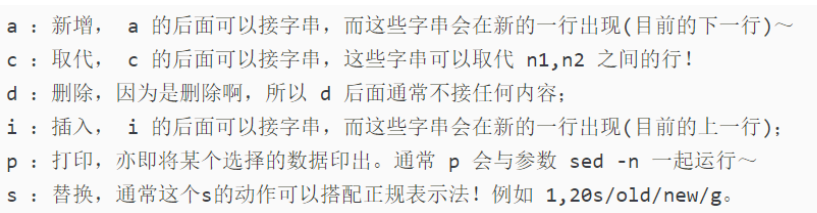 a : 新增, a 的后面可以接字串, 而这些字串会在新的一行出现(目前的下一行)~
c : 取代, c 的后面可以接字串, 这些字串可以取代 n1,n2 之间的行!
d : 删除, 因为是删除啊, 所以 d 后面通常不接任何内容;
i : 插入, i 的后面可以接字串, 而这些字串会在新的一行出现(目前的上一行);
p : 打印, 亦即将某个选择的数据印出。通常 p 会与参数 sed -n 一起运行~
s : 替换, 通常这个s的动作可以搭配正规表示法! 例如 1,20s/old/new/g。